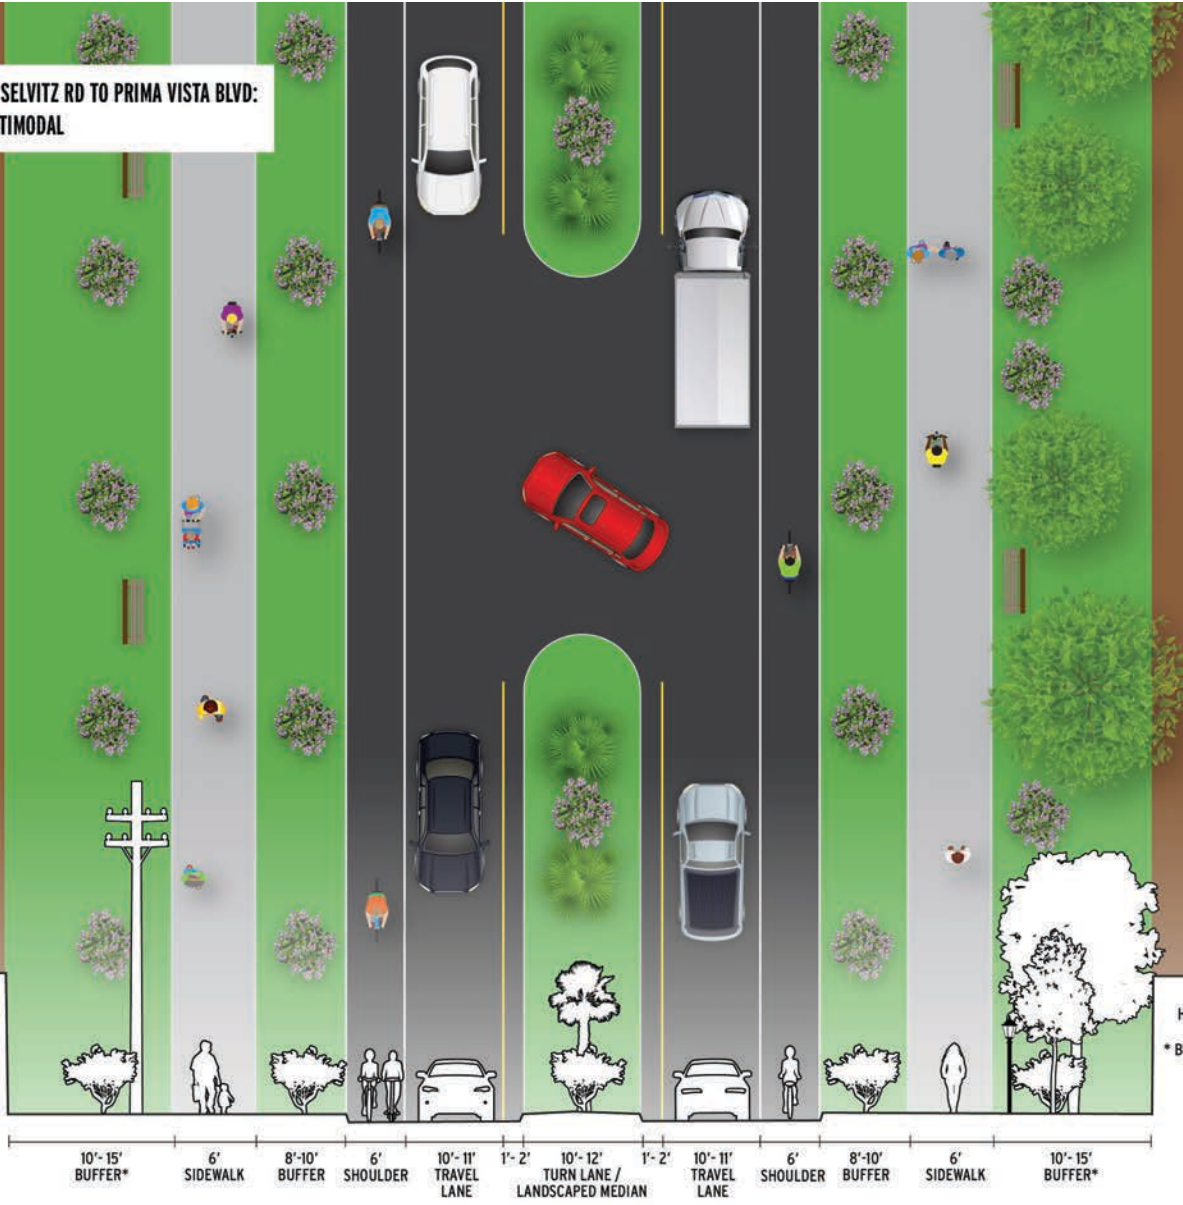 SELVITZ RD TO PRIMA VISTA BLVD:
TIMODAL
H
* B
10'- 15'
BUFFER*
6'
SIDEWALK
8'-10'
BUFFER
6'
SHOULDER
10'- 11'
TRAVEL
LANE
1'- 2'
10'- 12'
TURN LANE /
LANDSCAPED MEDIAN
1'- 2'
10'- 11'
TRAVEL
LANE
6'
SHOULDER
8'-10'
BUFFER
6'
SIDEWALK
10'- 15'
BUFFER*